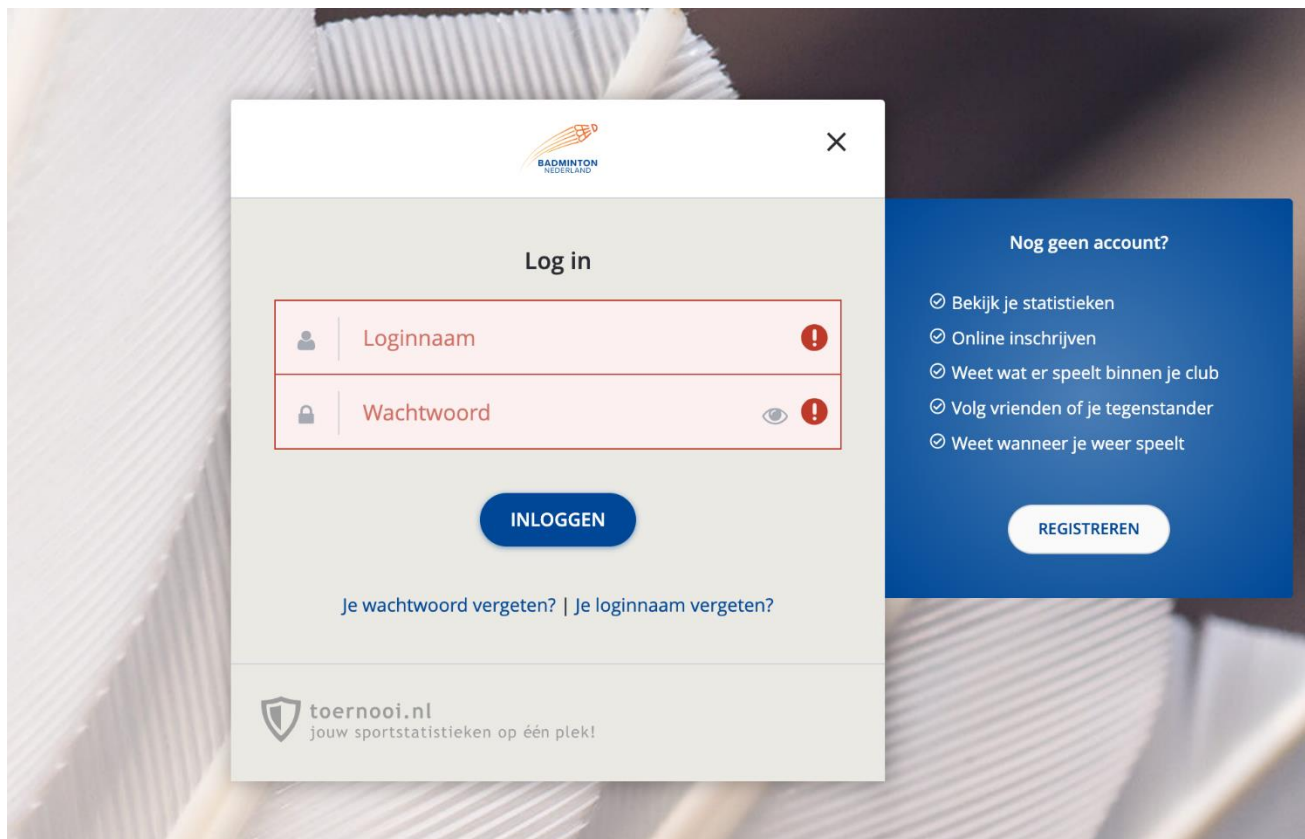 BADMINTON
NEDERLAND
Log in
Loginnaam
Wachtwoord
INLOGGEN
Je wachtwoord vergeten? | Je loginnaam vergeten?
toernooi.nl
jouw sportstatistieken op één plek!
Nog geen account?
Bekijk je statistieken
Online inschrijven
Weet wat er speelt binnen je club
Volg vrienden of je tegenstander
Weet wanneer je weer speelt
REGISTREREN